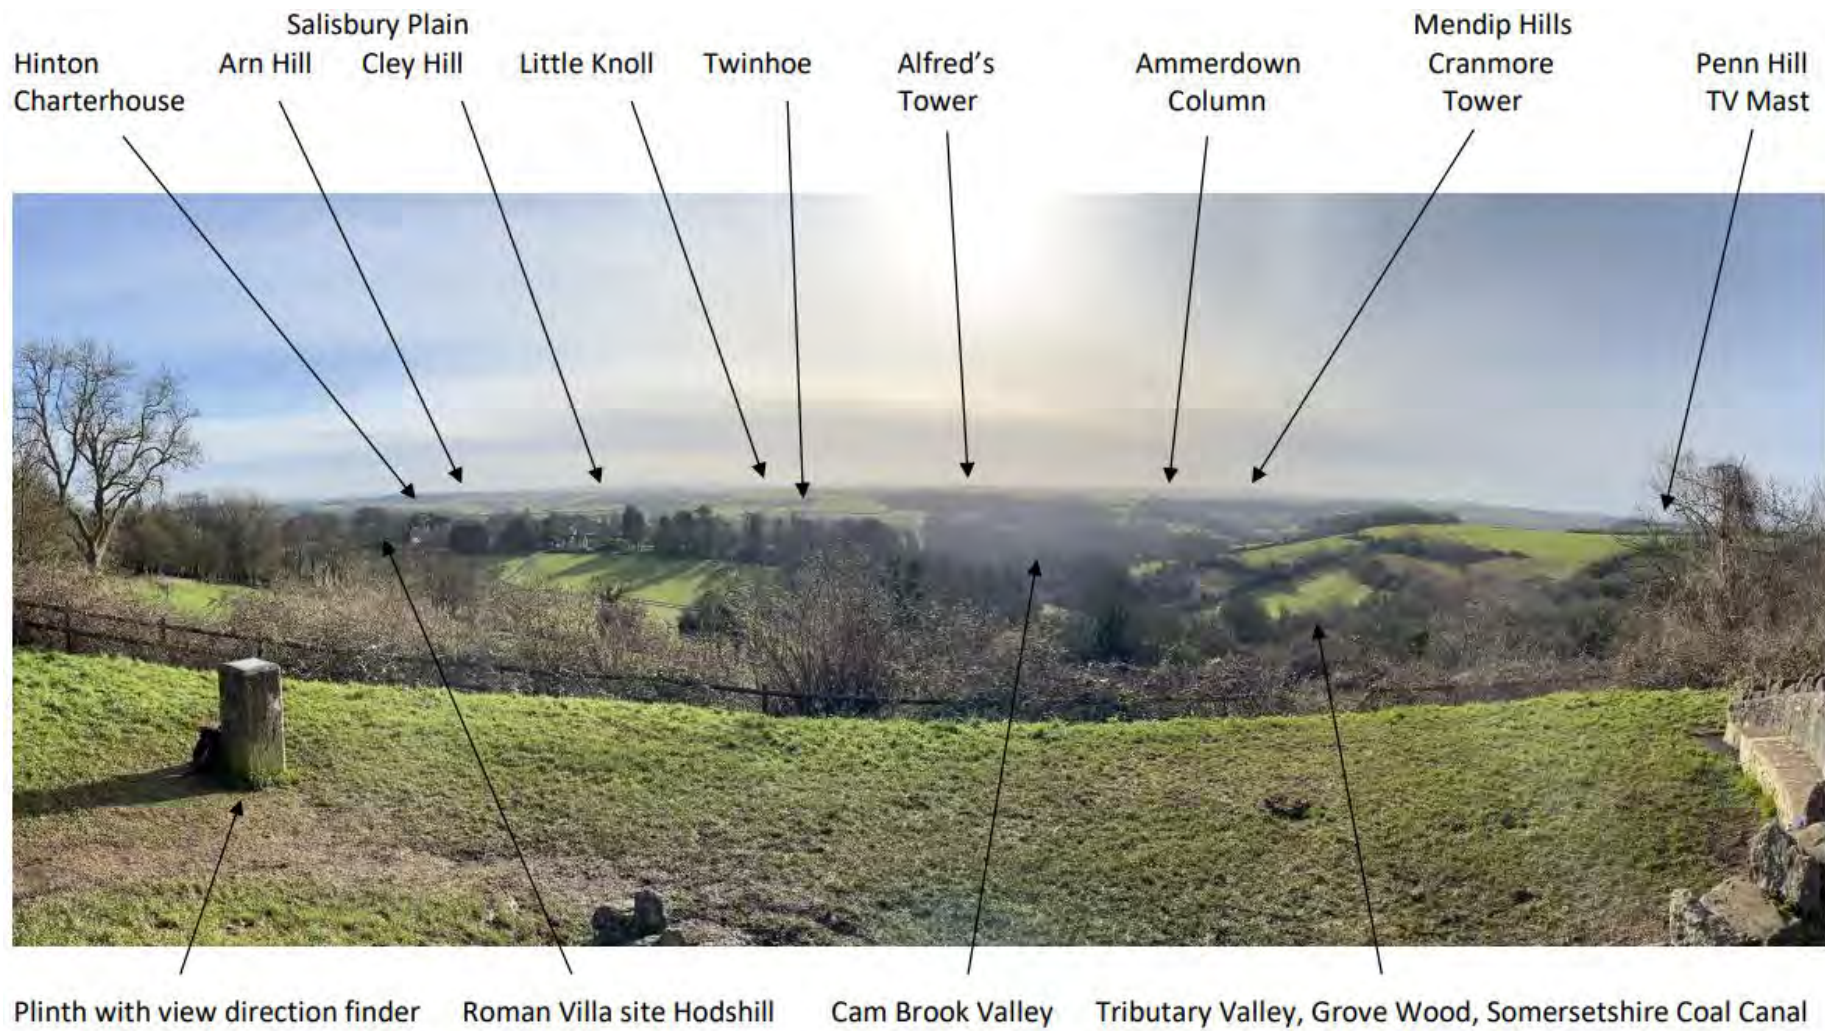 Salisbury Plain Mendip Hills
Hinton Arn Hill Cley Hill Little Knoll Twinhoe Alfred’s Ammerdown Cranmore Penn Hill
Charterhouse Tower Column Tower TV Mast
Plinth with view direction finder Roman Villa site Hodshill Cam Brook Valley Tributary Valley, Grove Wood, Somersetshire Coal Canal